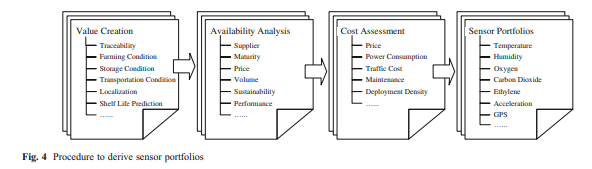 Value Creation
Traceability
Farming Condition
Storage Condition
Transportation Condition
Localization
Shelf Life Prediction
......
Availability Analysis
Supplier
Maturity
Price
Volume
Sustainability
Performance
......
Cost Assessment
Price
Power Consumption
Traffic Cost
Maintenance
Deployment Density
......
Sensor Portfolios
Temperature
Humidity
Oxygen
Carbon Dioxide
Ethylene
Acceleration
GPS
......
Fig. 4 Procedure to derive sensor portfolios